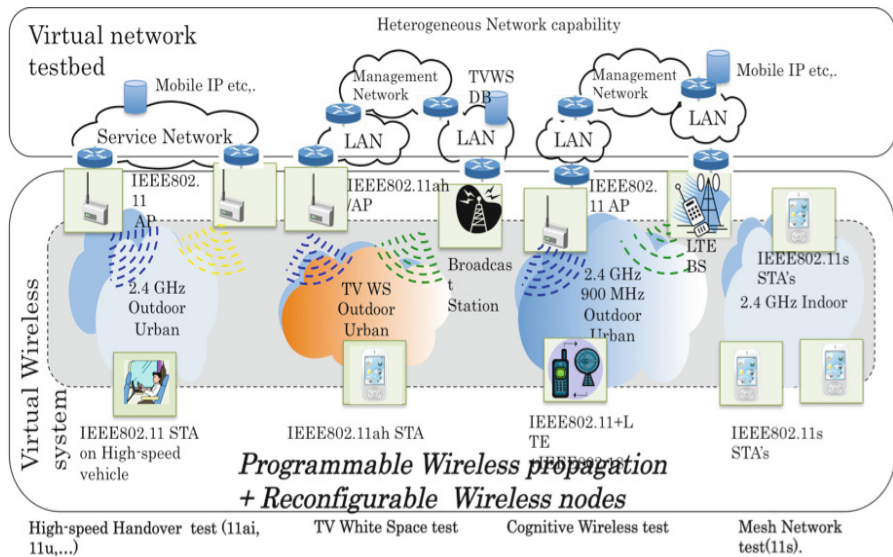 Heterogeneous Network capability
Virtual network
testbed
Mobile IP etc,.
Service Network
Management
Network
TVWS
DB
LAN
LAN
Management
Network
Mobile IP etc,.
LAN
LAN
IEEE802.
11
AP
IEEE802.11ah
/AP
IEEE802.
11 AP
LTE
BS
Broadcas
t
Station
2.4 GHz
Outdoor
Urban
TV WS
Outdoor
Urban
2.4 GHz
900 MHz
Outdoor
Urban
IEEE802.11s
STA's
2.4 GHz Indoor
Virtual Wireless
system
IEEE802.11 STA
on High-speed
vehicle
IEEE802.11ah STA
IEEE802.11+L
TE
IEEE802.11s
STA's
Programmable Wireless propagation
+ Reconfigurable Wireless nodes
High-speed Handover test (11ai,
11u,...)
TV White Space test
Cognitive Wireless test
Mesh Network
test(11s).